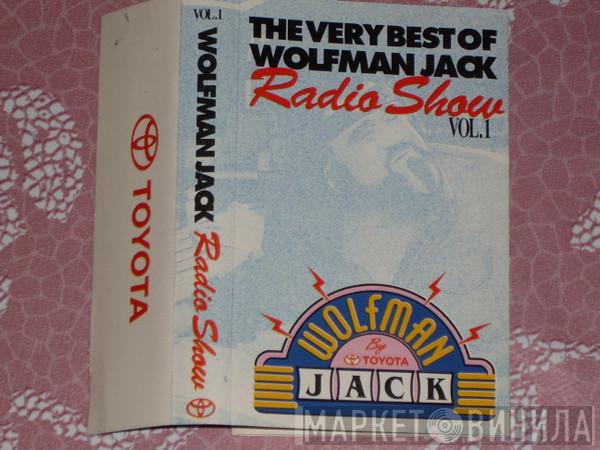 TOYOTA
VOL.1
WOLFMAN JACK Radio Show
THE VERY BEST OF
WOLFMAN JACK
Radio Show
VOL.1
WOLFMAN
By
TOYOTA
JACK
МАРКЕТ ВИНИЛА